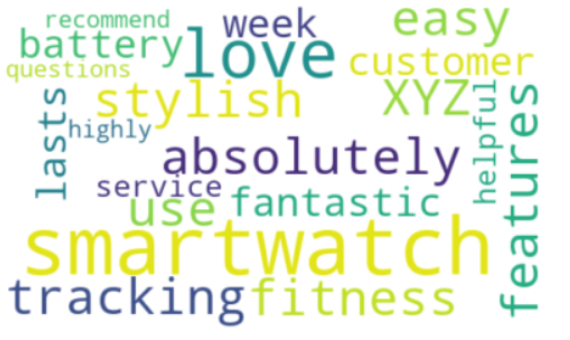 recommend
week
easy
battery
love
customer
questions
stylish
XYZ
lasts
highly
helpful
features
absolutely
service
use
fantastic
smartwatch
tracking
fitness